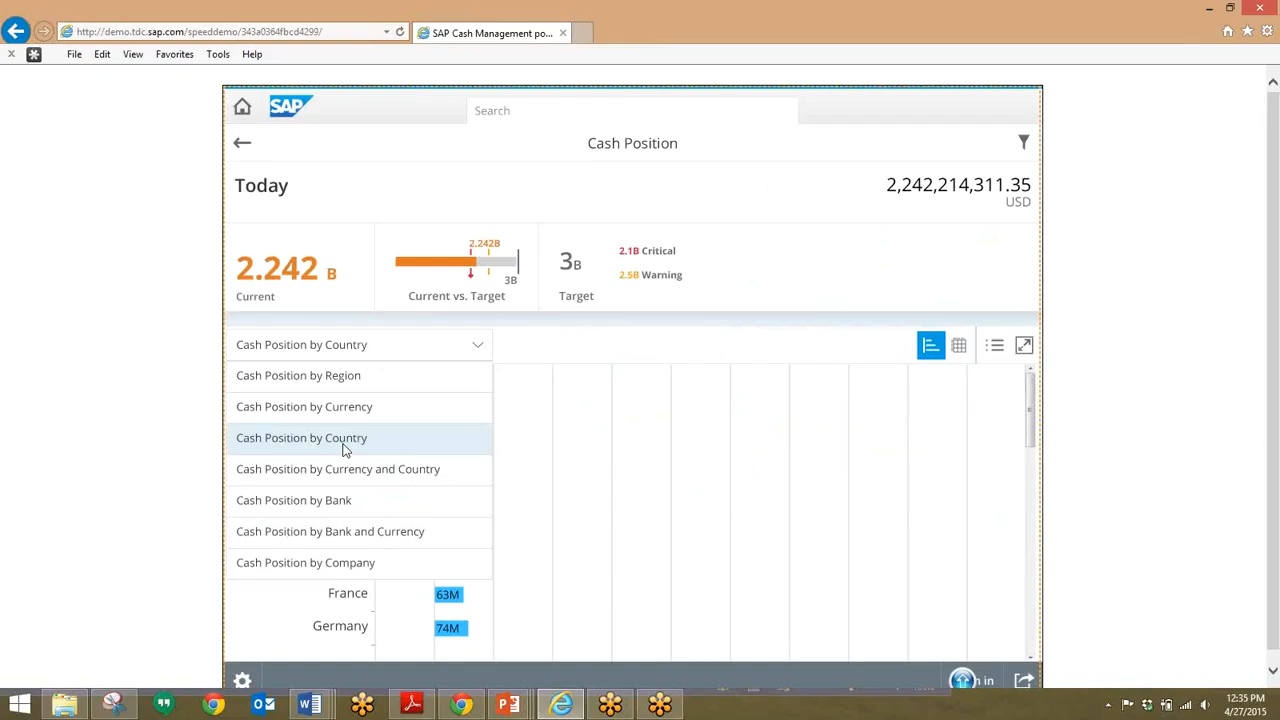 http://demo.tdc.sap.com/speeddemo/343a0364fbcd4299/
SAP Cash Management po...
File Edit View Favorites Tools Help
SAP
Search
Cash Position
Today
2,242,214,311.35
USD
2.242 B
Current
2.242B
3B
Current vs. Target
3B
Target
2.1B Critical
2.5B Warning
Cash Position by Country
Cash Position by Region
Cash Position by Currency
Cash Position by Country
Cash Position by Currency and Country
Cash Position by Bank
Cash Position by Bank and Currency
Cash Position by Company
France
63M
Germany
74M
in
12:35 PM
4/27/2015